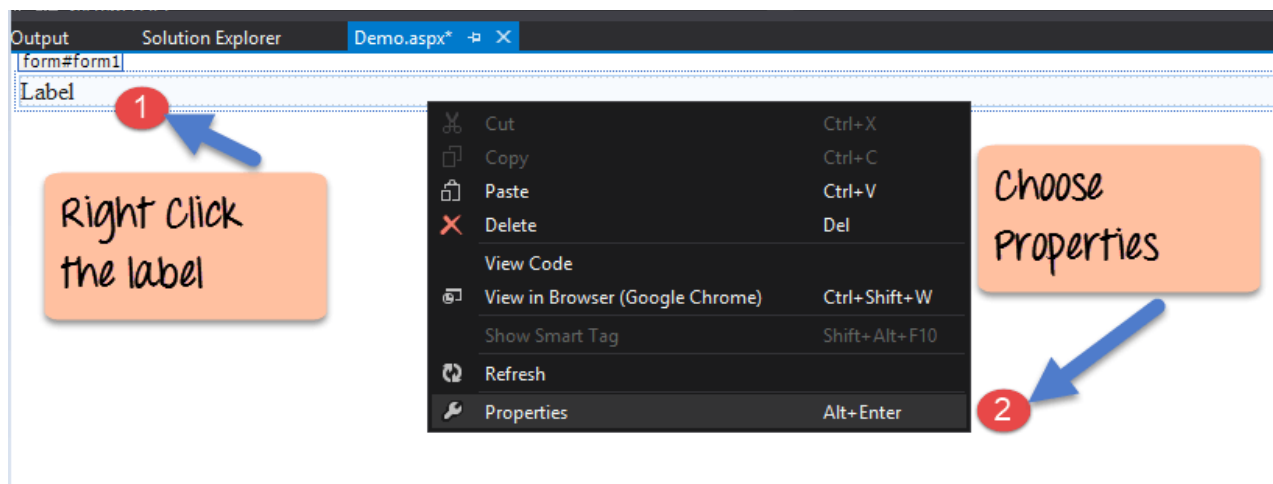 Output Solution Explorer Demo.aspx*
form#form1
Label
1
Right Click
the label
Cut Ctrl+X
Copy Ctrl+C
Paste Ctrl+V
Delete Del
View Code
View in Browser (Google Chrome) Ctrl+Shift+W
Show Smart Tag Shift+Alt+F10
Refresh
Properties Alt+Enter
Choose
Properties
2